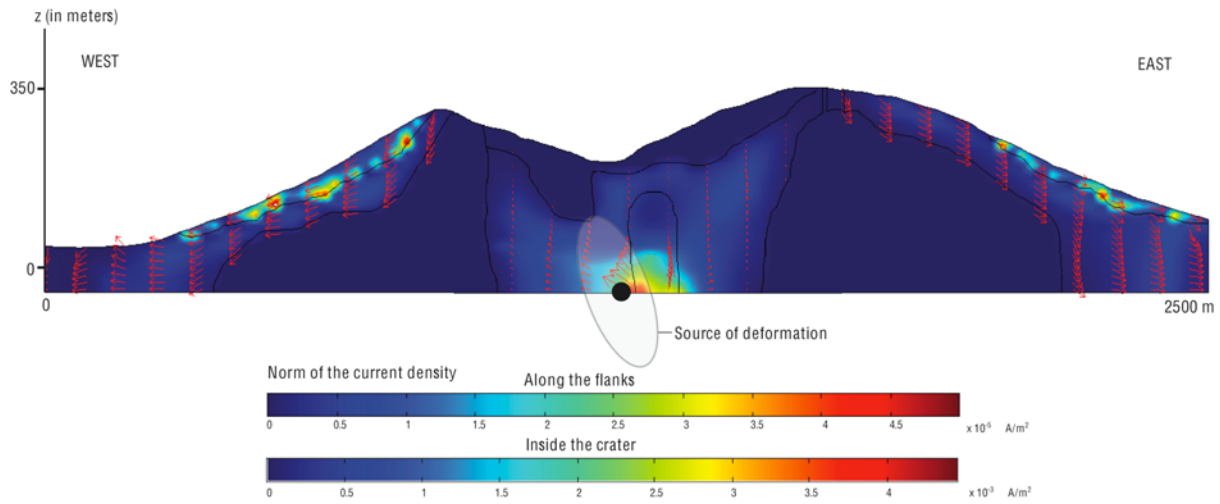 z (in meters)
WEST
EAST
350
0
0
2500 m
Source of deformation
Norm of the current density
Along the flanks
0 0.5 1 1.5 2 2.5 3 3.5 4 4.5 x 10⁻⁵ A/m²
Inside the crater
0 0.5 1 1.5 2 2.5 3 3.5 4 x 10⁻³ A/m²